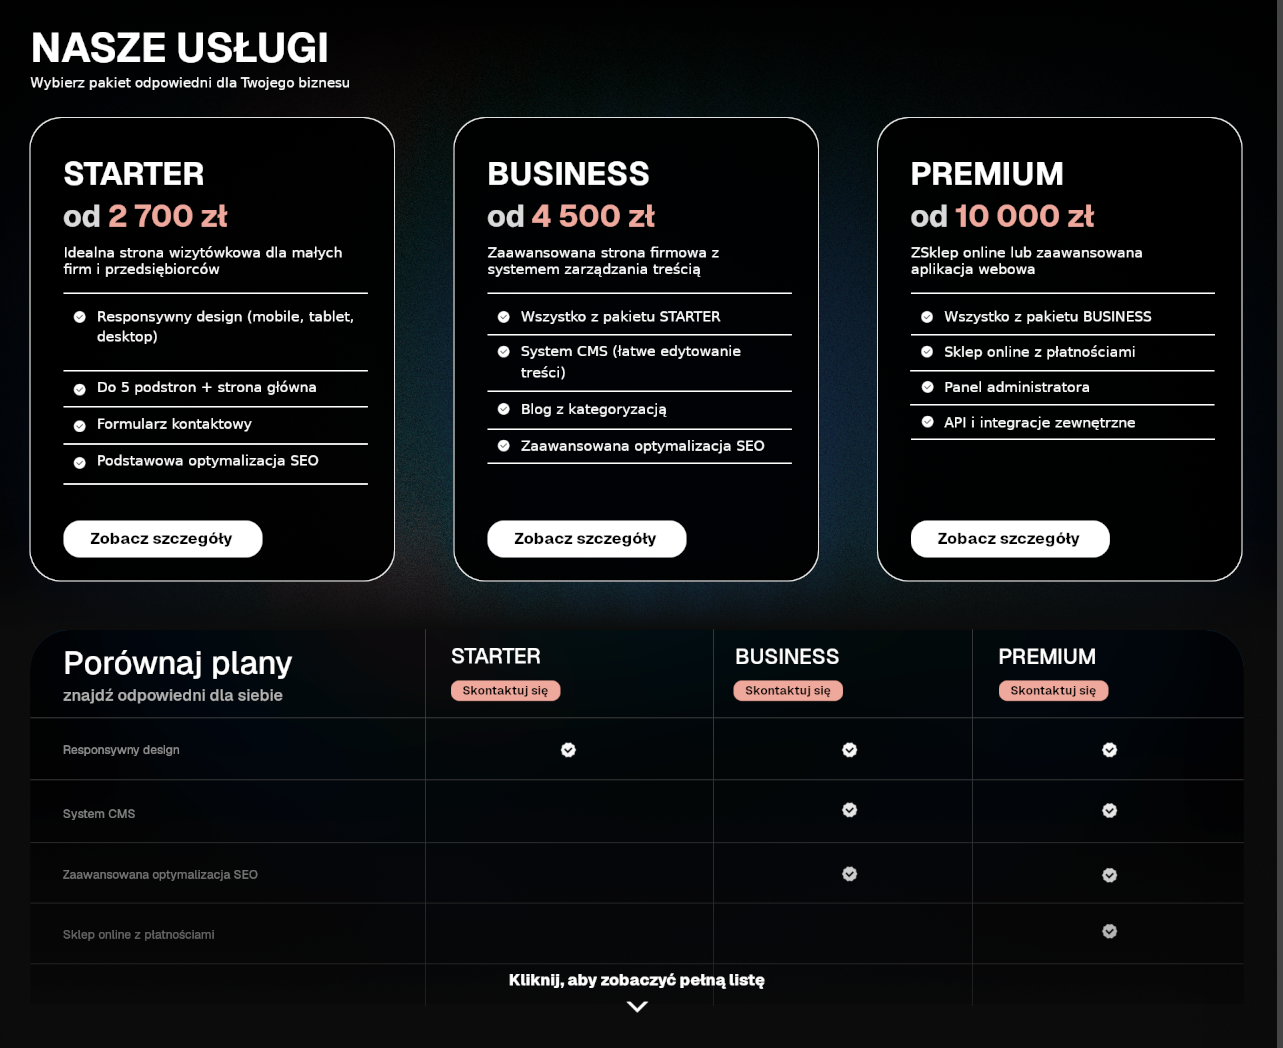 NASZE USŁUGI
Wybierz pakiet odpowiedni dla Twojego biznesu
STARTER
od 2 700 zł
Idealna strona wizytówkowa dla małych
firm i przedsiębiorców
Responsywny design (mobile, tablet,
desktop)
Do 5 podstron + strona główna
Formularz kontaktowy
Podstawowa optymalizacja SEO
Zobacz szczegóły
BUSINESS
od 4 500 zł
Zaawansowana strona firmowa z
systemem zarządzania treścią
Wszystko z pakietu STARTER
System CMS (łatwe edytowanie
treści)
Blog z kategoryzacją
Zaawansowana optymalizacja SEO
Zobacz szczegóły
PREMIUM
od 10 000 zł
ZSklep online lub zaawansowana
aplikacja webowa
Wszystko z pakietu BUSINESS
Sklep online z płatnościami
Panel administratora
API i integracje zewnętrzne
Zobacz szczegóły
Porównaj plany
znajdź odpowiedni dla siebie
STARTER
Skontaktuj się
BUSINESS
Skontaktuj się
PREMIUM
Skontaktuj się
Responsywny design
System CMS
Zaawansowana optymalizacja SEO
Sklep online z płatnościami
Kliknij, aby zobaczyć pełną listę